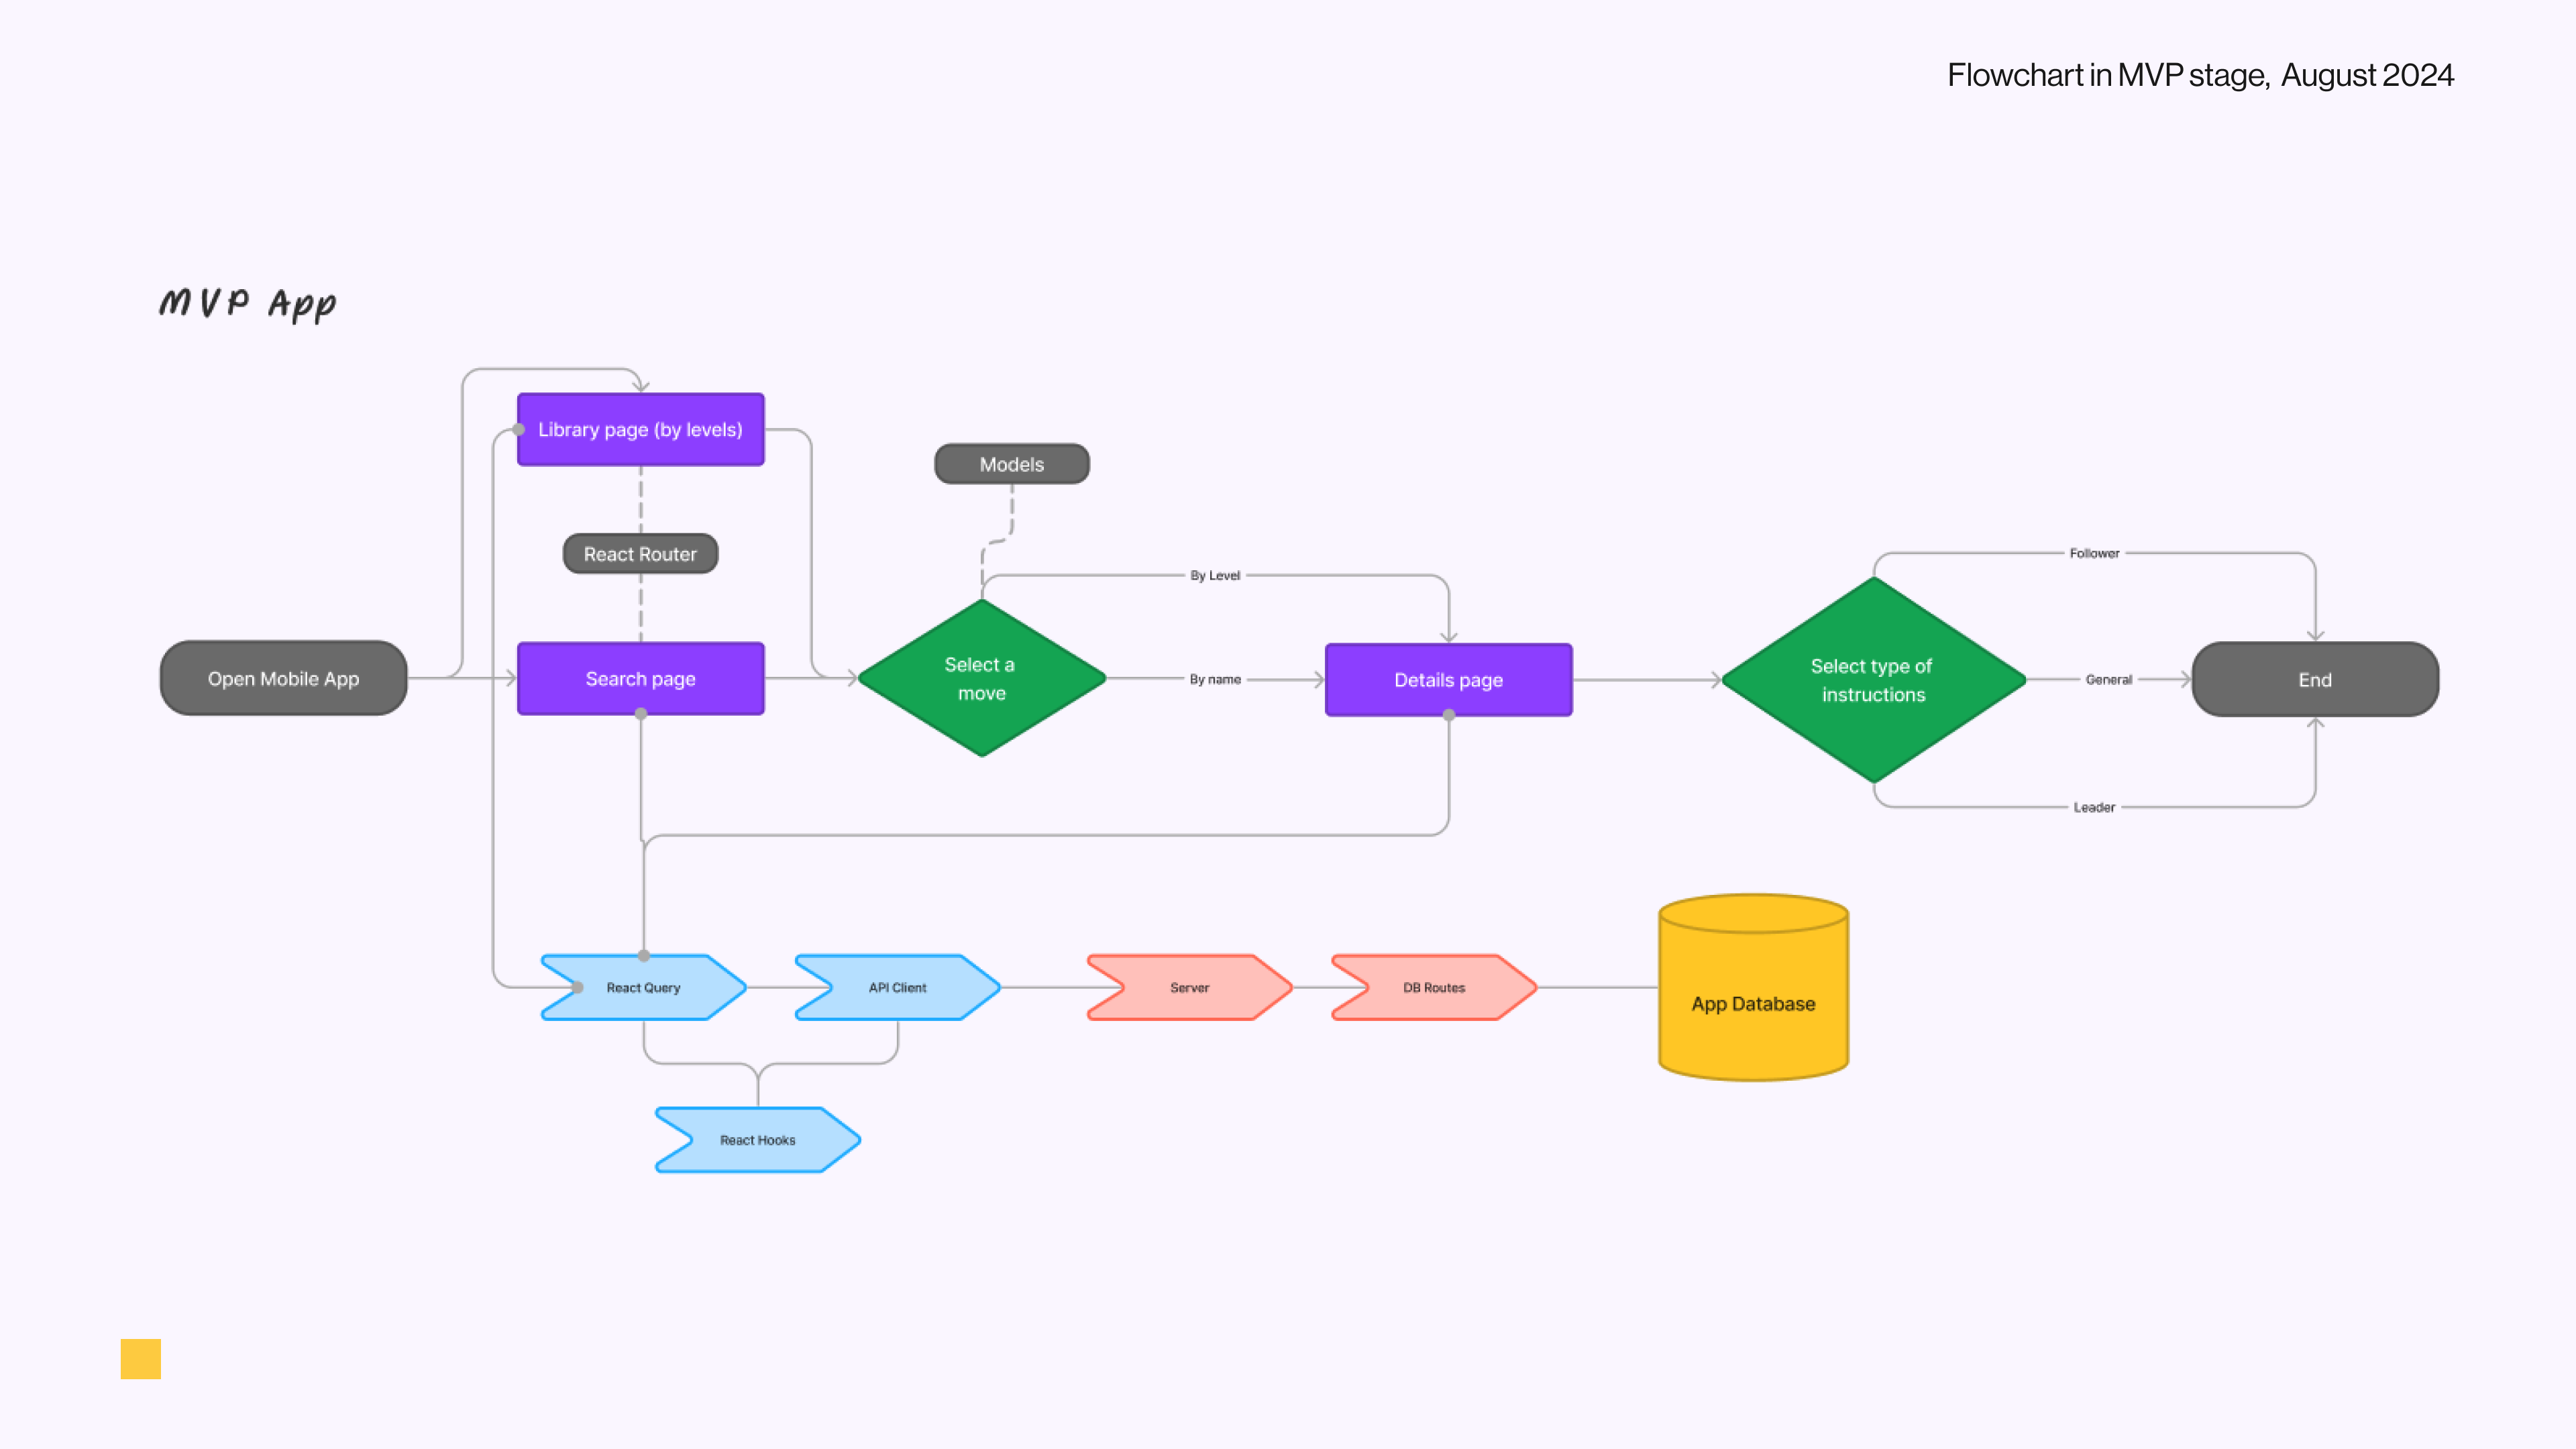 Flowchart in MVP stage, August 2024
MVP App
Library page (by levels)
Models
React Router
By Level
Follower
Open Mobile App
Search page
Select a
move
By name
Details page
Select type of
instructions
General
End
Leader
React Query
API Client
Server
DB Routes
App Database
React Hooks